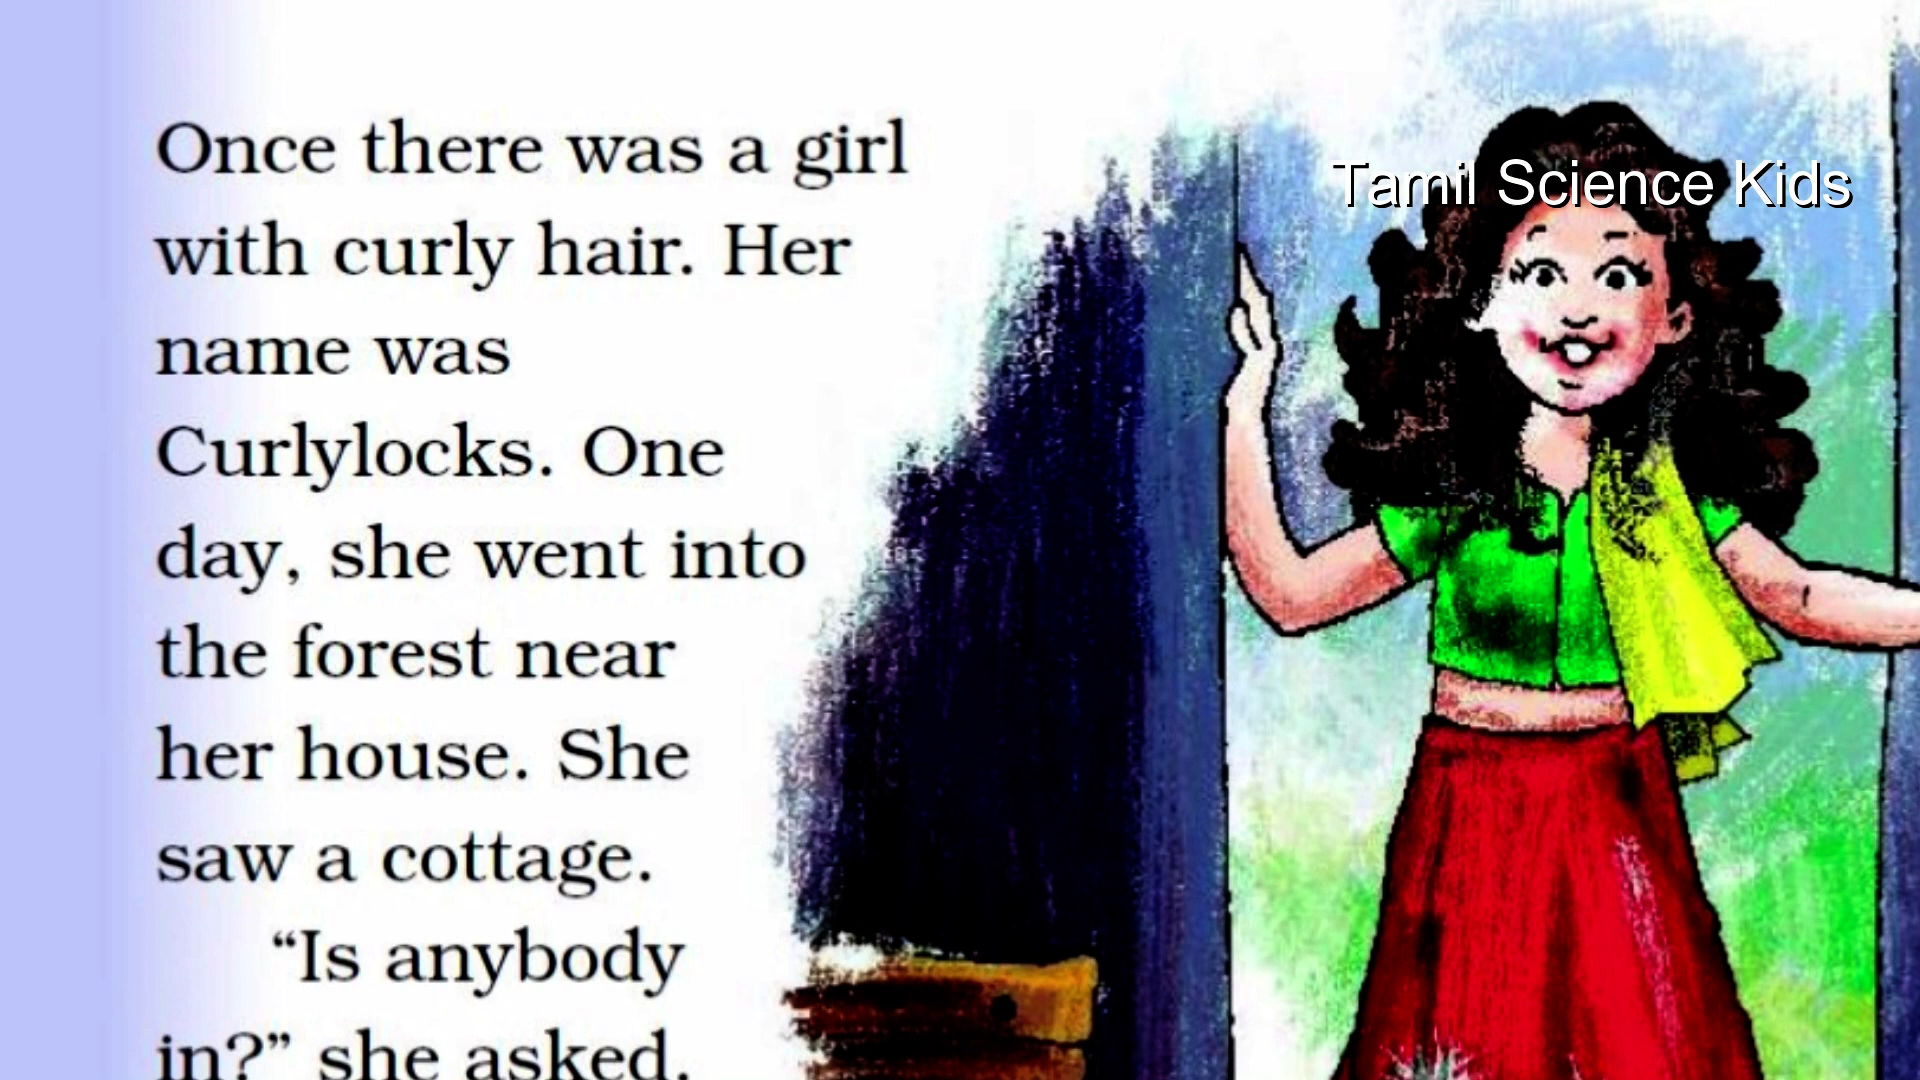 Once there was a girl
with curly hair. Her
name was
Curlylocks. One
day, she went into
the forest near
her house. She
saw a cottage.
“Is anybody
in?” she asked.
Tamil Science Kids